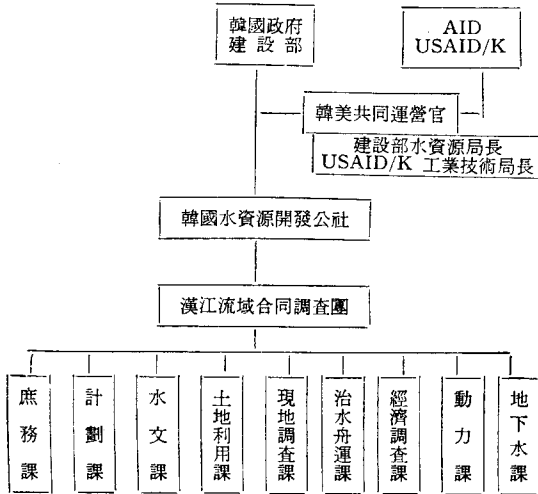 韓國政府
建設部
AID
USAID/K
韓美共同運營官
建設部水資源局長
USAID/K 工業技術局長
韓國水資源開發公社
漢江流域合同調査團
庶務課
計劃課
水文課
土地利用課
現地調査課
治水舟運課
經濟調査課
動力課
地下水課